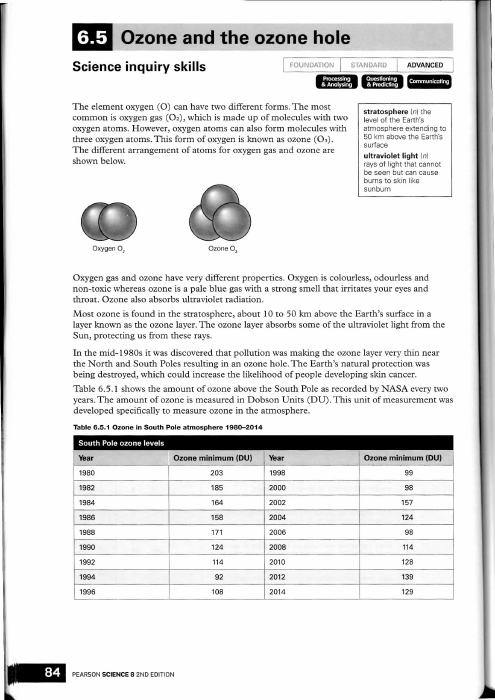 6.5 Ozone and the ozone hole
Science inquiry skills
FOUNDATION STANDARD ADVANCED
Processing & Analysing
Questioning & Predicting
Communicating
The element oxygen (O) can have two different forms. The most
common is oxygen gas (O₂), which is made up of molecules with two
oxygen atoms. However, oxygen atoms can also form molecules with
three oxygen atoms. This form of oxygen is known as ozone (O₃).
The different arrangement of atoms for oxygen gas and ozone are
shown below.
stratosphere (n) the
level of the Earth's
atmosphere extending to
50 km above the Earth's
surface
ultraviolet light (n)
rays of light that cannot
be seen but can cause
burns to skin like
sunburn
Oxygen O₂
Ozone O₃
Oxygen gas and ozone have very different properties. Oxygen is colourless, odourless and
non-toxic whereas ozone is a pale blue gas with a strong smell that irritates your eyes and
throat. Ozone also absorbs ultraviolet radiation.
Most ozone is found in the stratosphere, about 10 to 50 km above the Earth's surface in a
layer known as the ozone layer. The ozone layer absorbs some of the ultraviolet light from the
Sun, protecting us from these rays.
In the mid-1980s it was discovered that pollution was making the ozone layer very thin near
the North and South Poles resulting in an ozone hole. The Earth's natural protection was
being destroyed, which could increase the likelihood of people developing skin cancer.
Table 6.5.1 shows the amount of ozone above the South Pole as recorded by NASA every two
years. The amount of ozone is measured in Dobson Units (DU). This unit of measurement was
developed specifically to measure ozone in the atmosphere.
Table 6.5.1 Ozone in South Pole atmosphere 1980–2014
South Pole ozone levels
Year Ozone minimum (DU) Year Ozone minimum (DU)
1980 203 1998 99
1982 185 2000 98
1984 164 2002 157
1986 158 2004 124
1988 171 2006 98
1990 124 2008 114
1992 114 2010 128
1994 92 2012 139
1996 108 2014 129
84 PEARSON SCIENCE 8 2ND EDITION